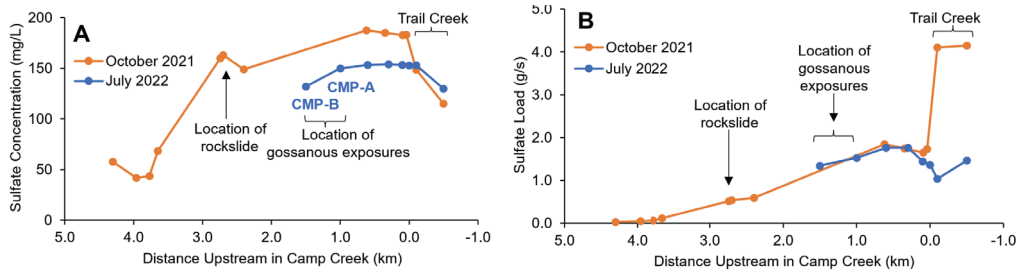 A
Trail Creek
October 2021
July 2022
CMP-A
CMP-B
Location of
rockslide
Location of
gossanous exposures
Sulfate Concentration (mg/L)
200
150
100
50
0
5.0 4.0 3.0 2.0 1.0 0.0 -1.0
Distance Upstream in Camp Creek (km)
B
Trail Creek
October 2021
July 2022
Location of
gossanous
exposures
Location of
rockslide
Sulfate Load (g/s)
5.0
4.0
3.0
2.0
1.0
0.0
5.0 4.0 3.0 2.0 1.0 0.0 -1.0
Distance Upstream in Camp Creek (km)